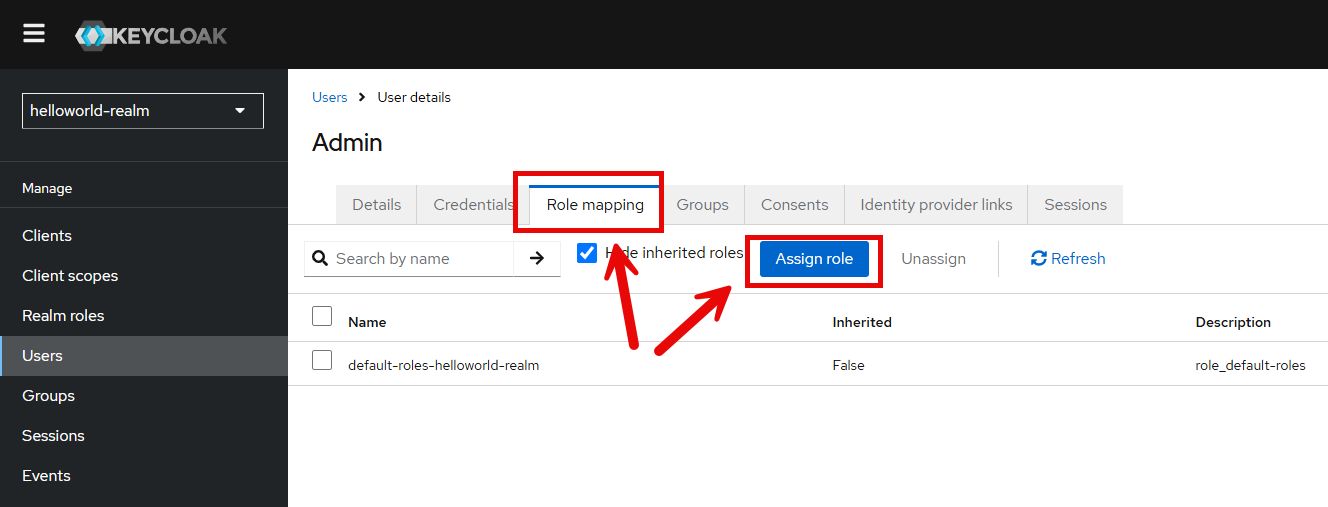 KEYCLOAK
helloworld-realm
Manage
Clients
Client scopes
Realm roles
Users
Groups
Sessions
Events
Users > User details
Admin
Details Credentials Role mapping Groups Consents Identity provider links Sessions
Search by name Hide inherited roles Assign role Unassign Refresh
Name Inherited Description
default-roles-helloworld-realm False role_default-roles